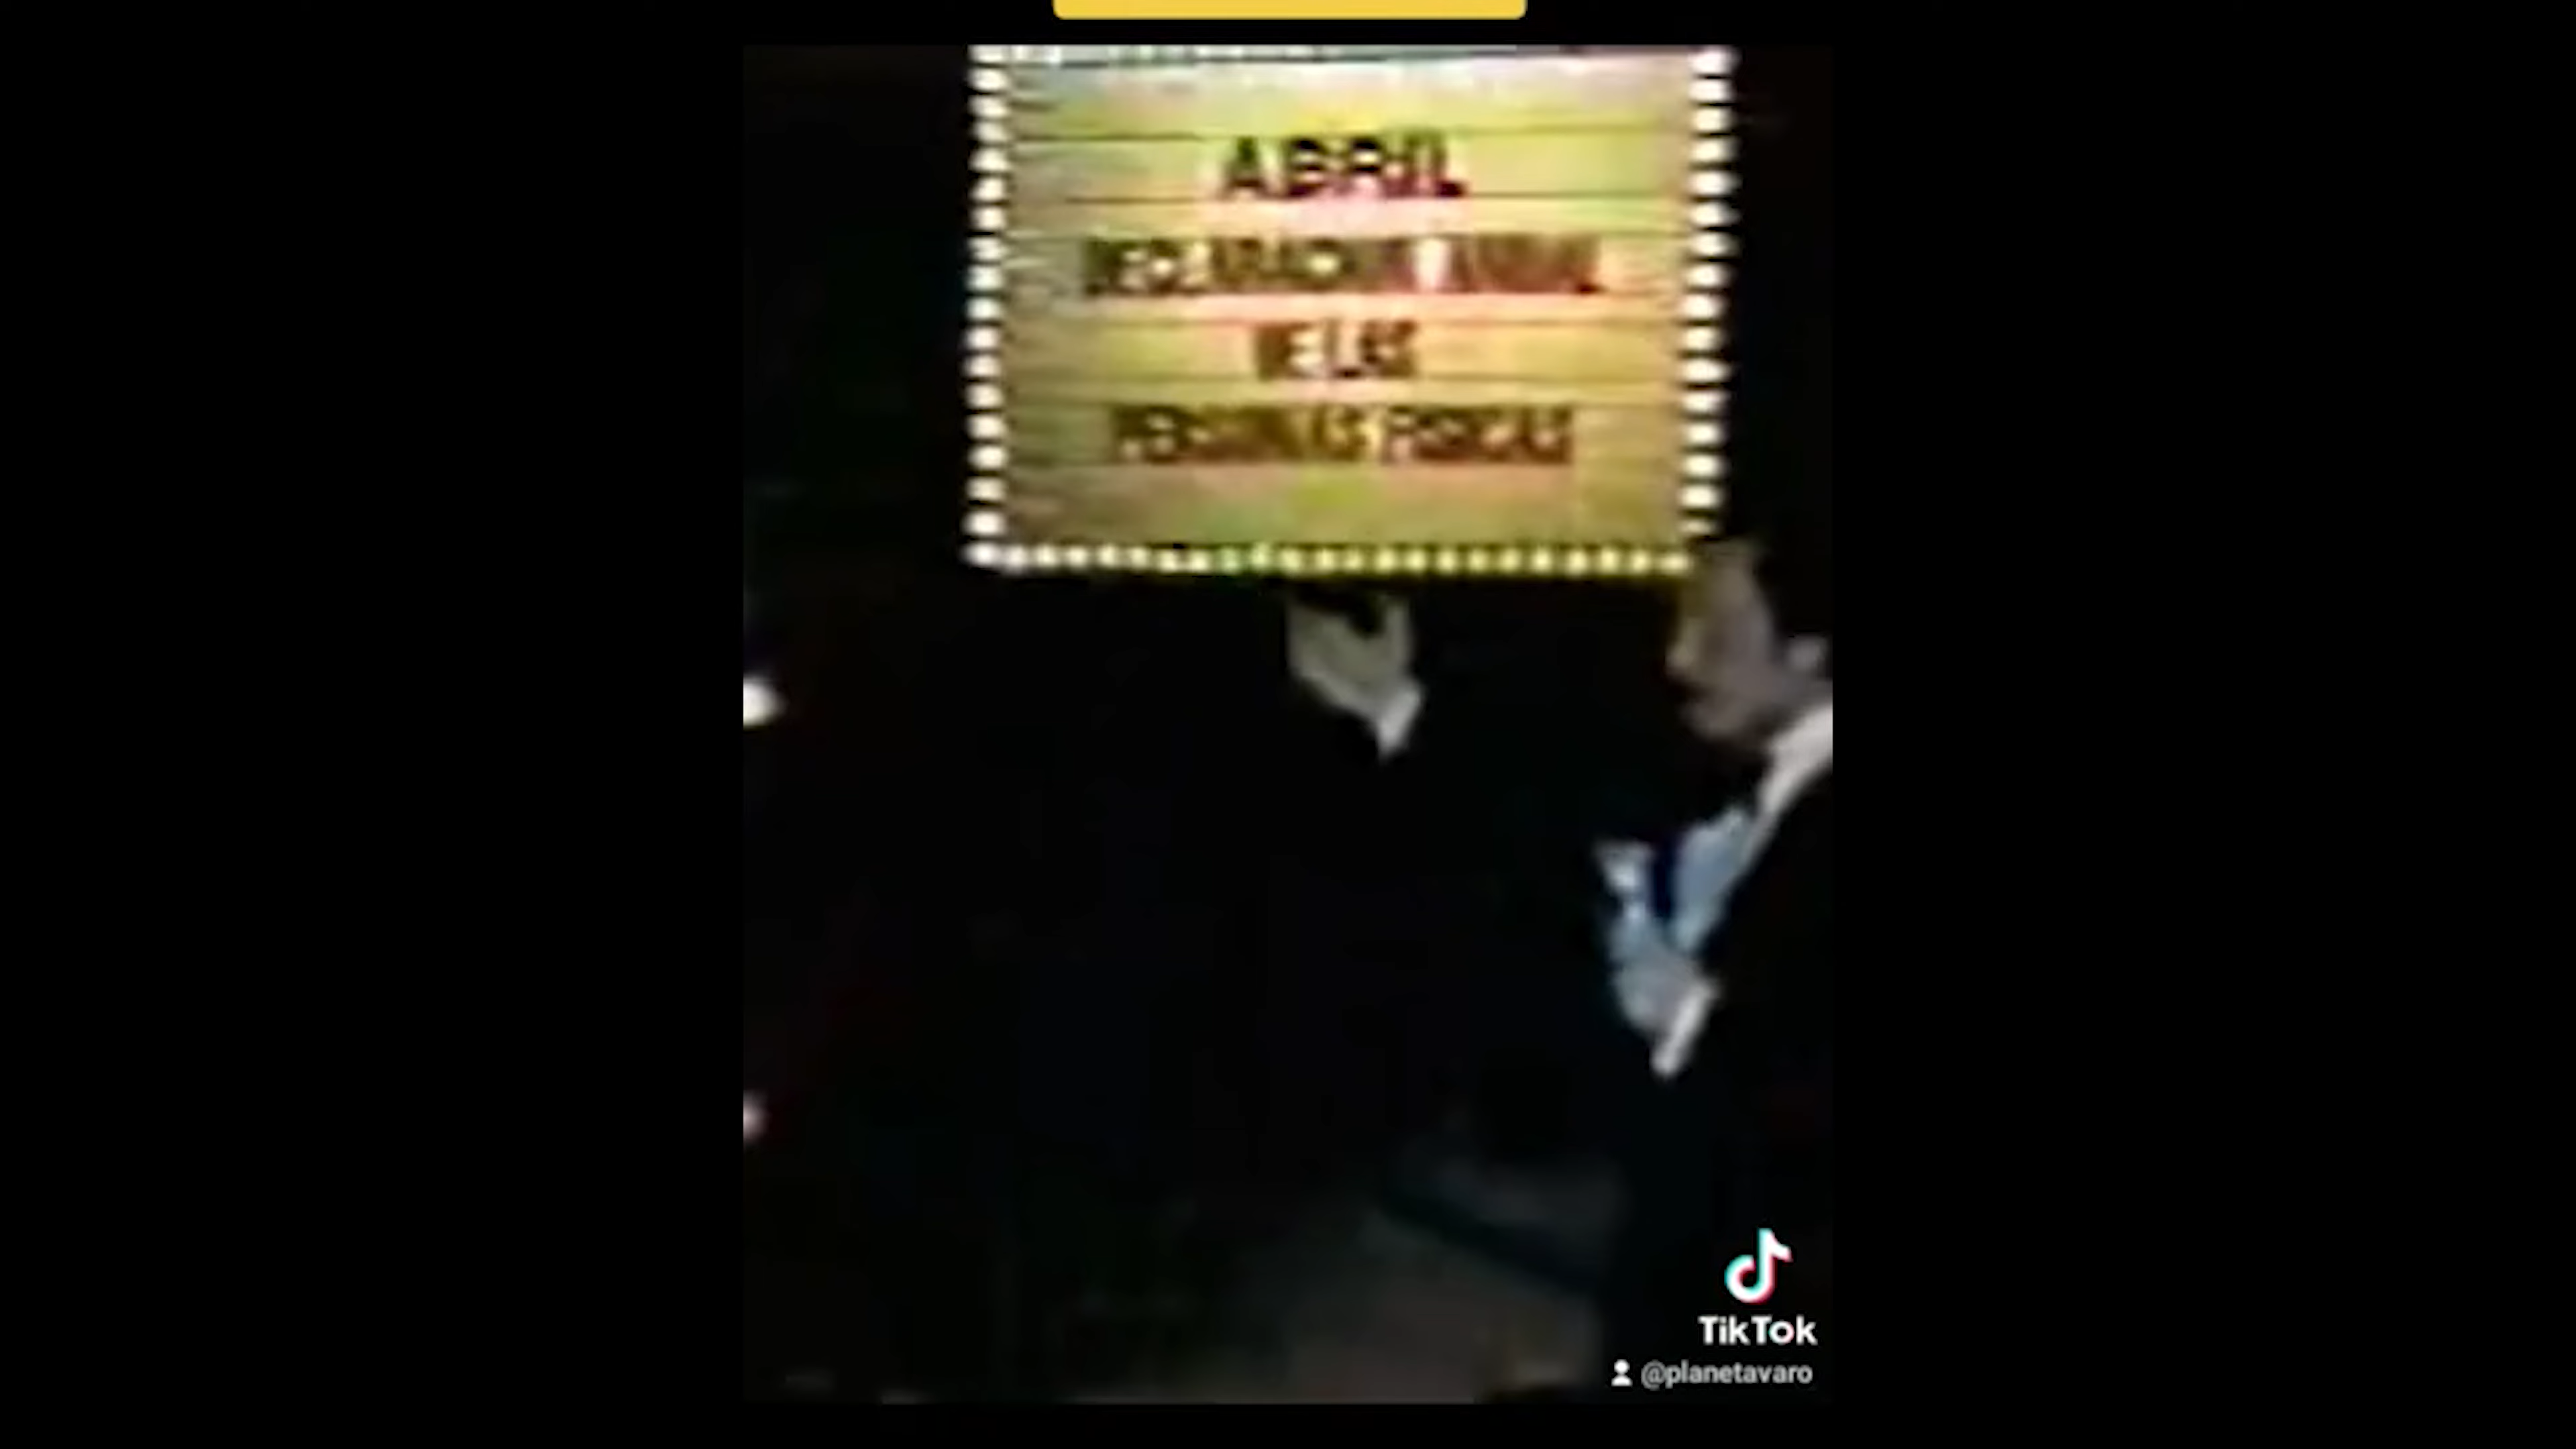 ABRIL
DECLARACION ANUAL
DE LAS
PERSONAS FISICAS
TikTok
@planetavaro